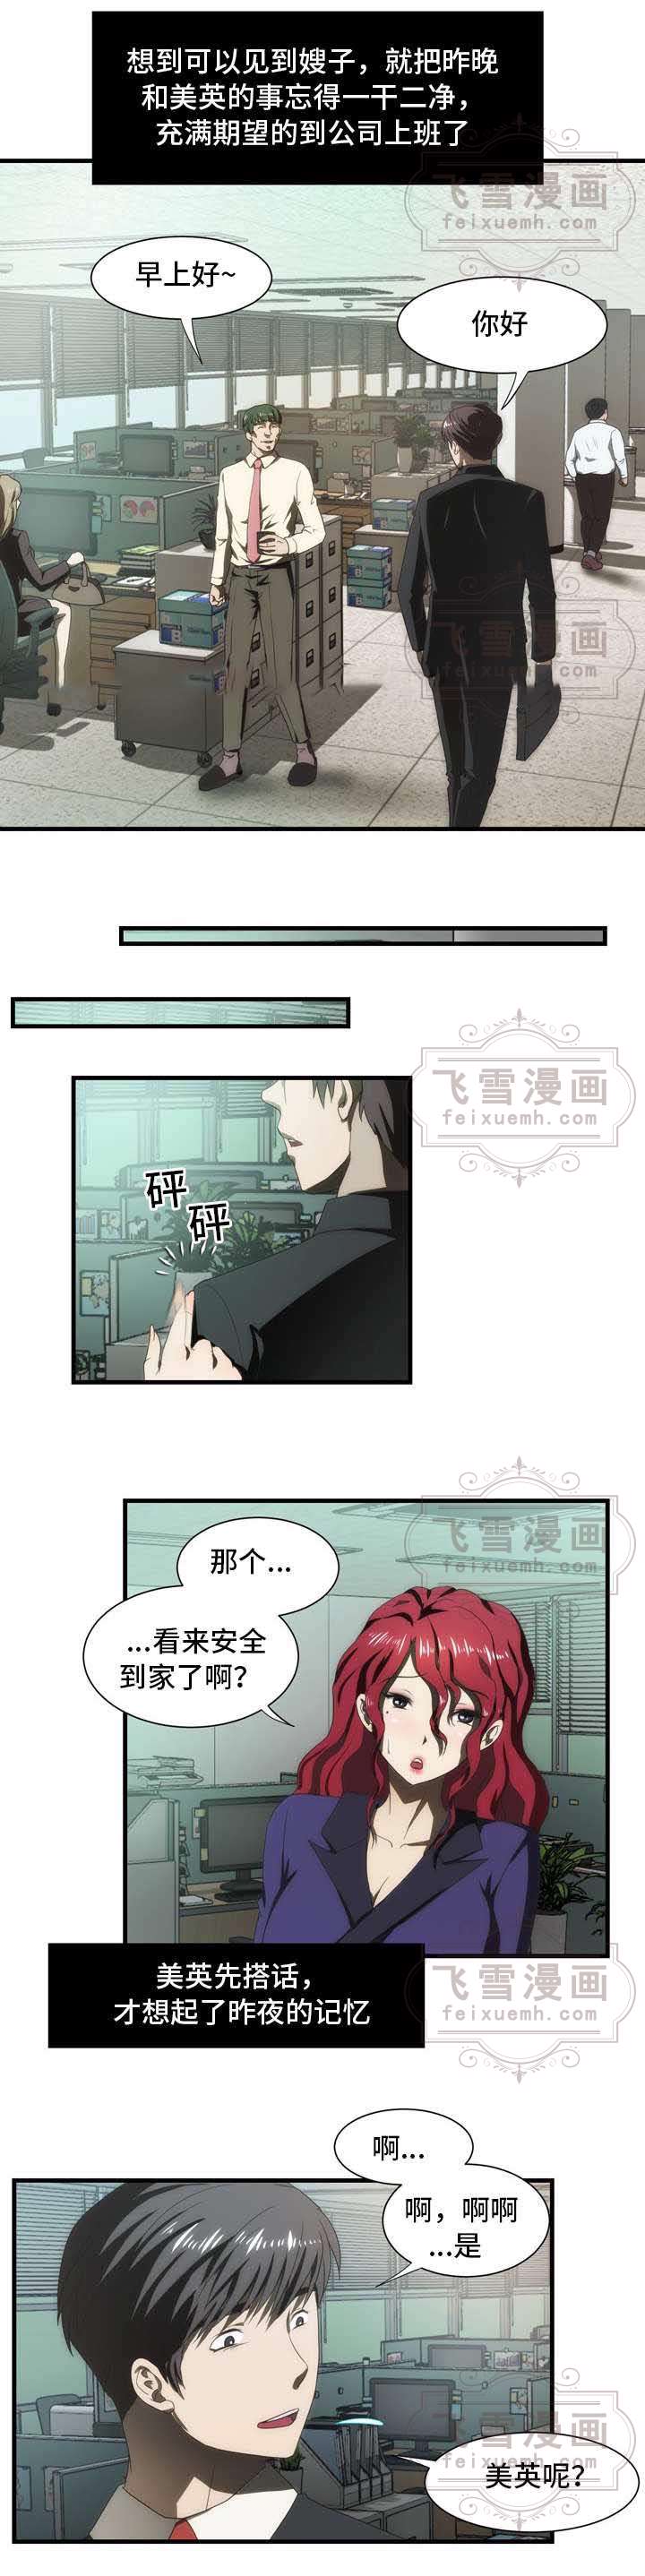 想到可以见到嫂子，就把昨晚
和美英的事忘得一干二净，
充满期望的到公司上班了
飞雪漫画
feixuemh.com
早上好~
你好
飞雪漫画
feixuemh.com
飞雪漫画
feixuemh.com
砰
砰
飞雪漫画
feixuemh.com
那个...
...看来安全
到家了啊？
美英先搭话，
才想起了昨夜的记忆
飞雪漫画
feixuemh.com
啊...
啊，啊啊
...是
飞雪漫画
feixuemh.com
美英呢？